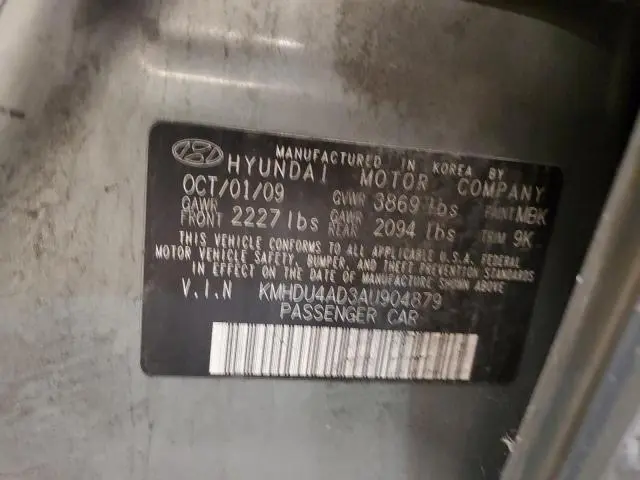 MANUFACTURED IN KOREA BY
HYUNDAI MOTOR COMPANY
OCT/01/09 GVWR 3869 lbs PAINT MBK
GAWR FRONT 2227 lbs GAWR REAR 2094 lbs TRIM 9K
THIS VEHICLE CONFORMS TO ALL APPLICABLE U.S.A. FEDERAL
MOTOR VEHICLE SAFETY, BUMPER, AND THEFT PREVENTION STANDARDS
IN EFFECT ON THE DATE OF MANUFACTURE SHOWN ABOVE.
V.I.N KMHDU4AD3AU904879
PASSENGER CAR